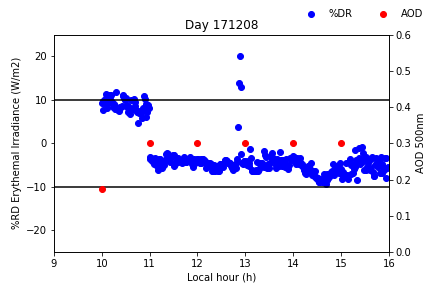 %DR AOD
Day 171208
%RD Erythemal Irradiance (W/m2)
20
10
0
−10
−20
0.6
0.5
0.4
0.3
0.2
0.1
0.0
AOD 500nm
9 10 11 12 13 14 15 16
Local hour (h)